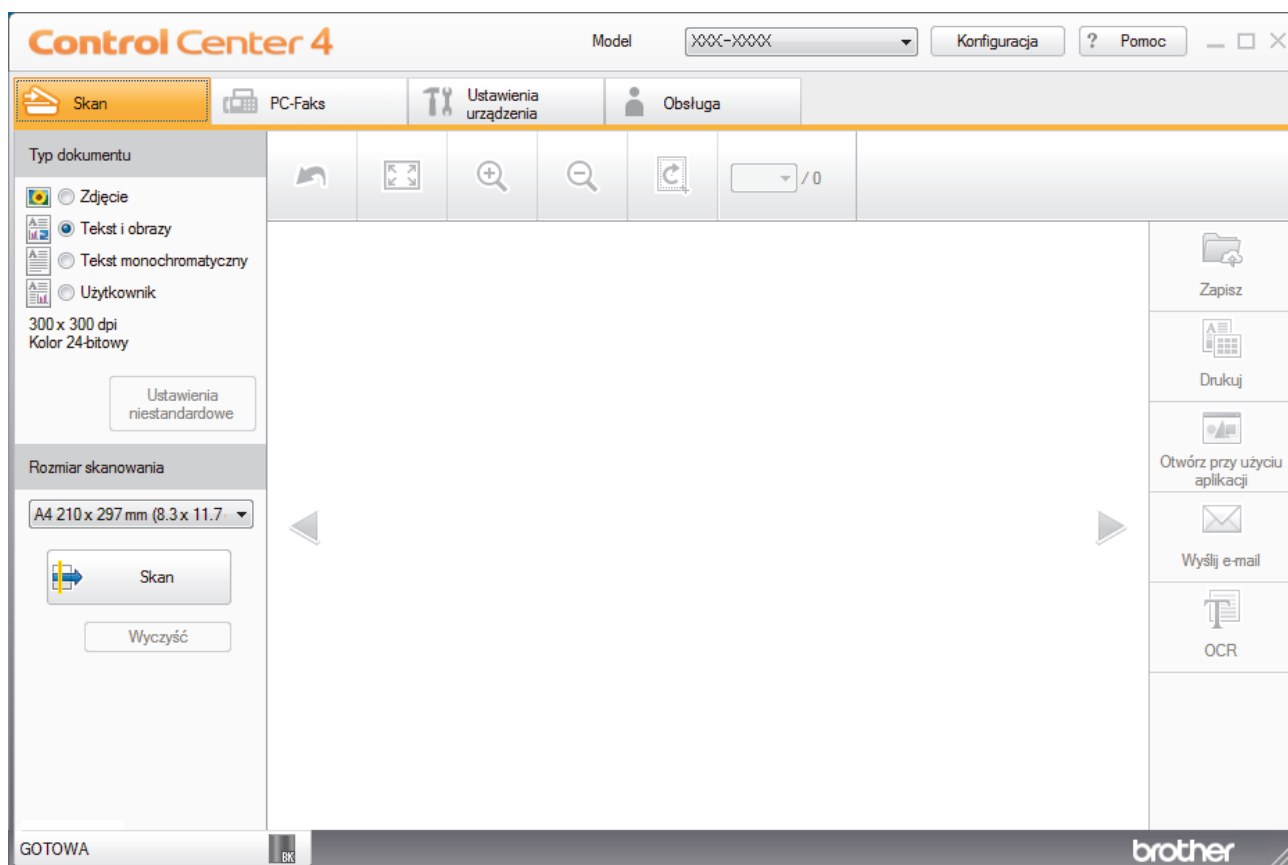 Control Center 4
Model
XXX-XXXX
Konfiguracja
? Pomoc
Skan
PC-Faks
Ustawienia
urządzenia
Obsługa
Typ dokumentu
/ 0
Zdjęcie
Tekst i obrazy
Tekst monochromatyczny
Użytkownik
300 x 300 dpi
Kolor 24-bitowy
Ustawienia
niestandardowe
Rozmiar skanowania
A4 210 x 297 mm (8.3 x 11.7
Skan
Wyczyść
Zapisz
Drukuj
Otwórz przy użyciu
aplikacji
Wyślij e-mail
OCR
GOTOWA
BK
brother